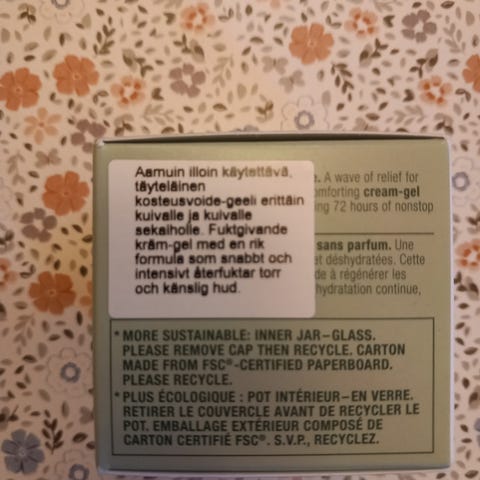 Aamuin illoin käytettävä,
täyteläinen
kosteusvoide-geeli erittäin
kuivalle ja kuivalle
sekaiholle. Fuktgivande
kräm-gel med en rik
formula som snabbt och
intensivt återfuktar torr
och känslig hud.
A wave of relief for
comforting cream-gel
72 hours of nonstop
sans parfum. Une
et déshydratées. Cette
de à régénérer les
hydratation continue,
* MORE SUSTAINABLE: INNER JAR–GLASS.
PLEASE REMOVE CAP THEN RECYCLE. CARTON
MADE FROM FSC®-CERTIFIED PAPERBOARD.
PLEASE RECYCLE.
* PLUS ÉCOLOGIQUE : POT INTÉRIEUR–EN VERRE.
RETIRER LE COUVERCLE AVANT DE RECYCLER LE
POT. EMBALLAGE EXTÉRIEUR COMPOSÉ DE
CARTON CERTIFIÉ FSC®. S.V.P., RECYCLEZ.